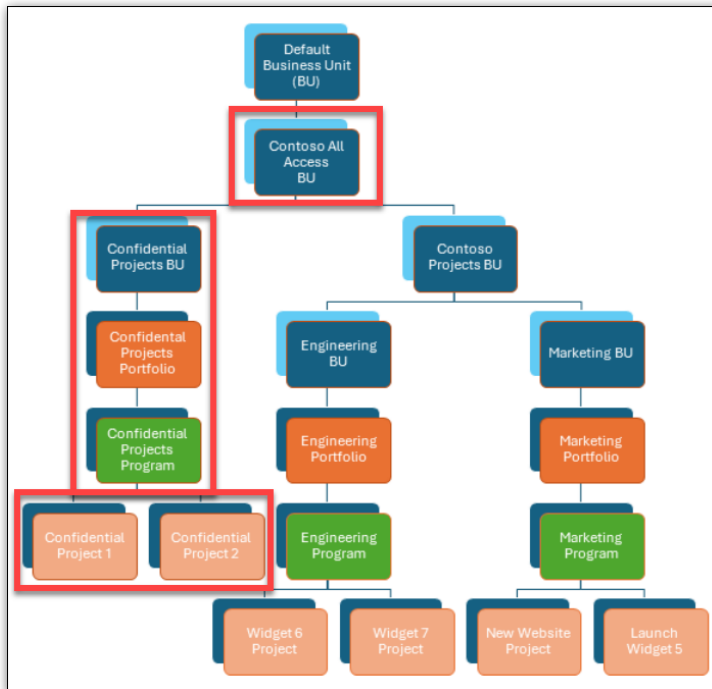 Default
Business Unit
(BU)
Contoso All
Access
BU
Confidential
Projects BU
Contoso
Projects BU
Confidental
Projects
Portfolio
Engineering
BU
Marketing BU
Confidential
Projects
Program
Engineering
Portfolio
Marketing
Portfolio
Confidential
Project 1
Confidential
Project 2
Engineering
Program
Marketing
Program
Widget 6
Project
Widget 7
Project
New Website
Project
Launch
Widget 5